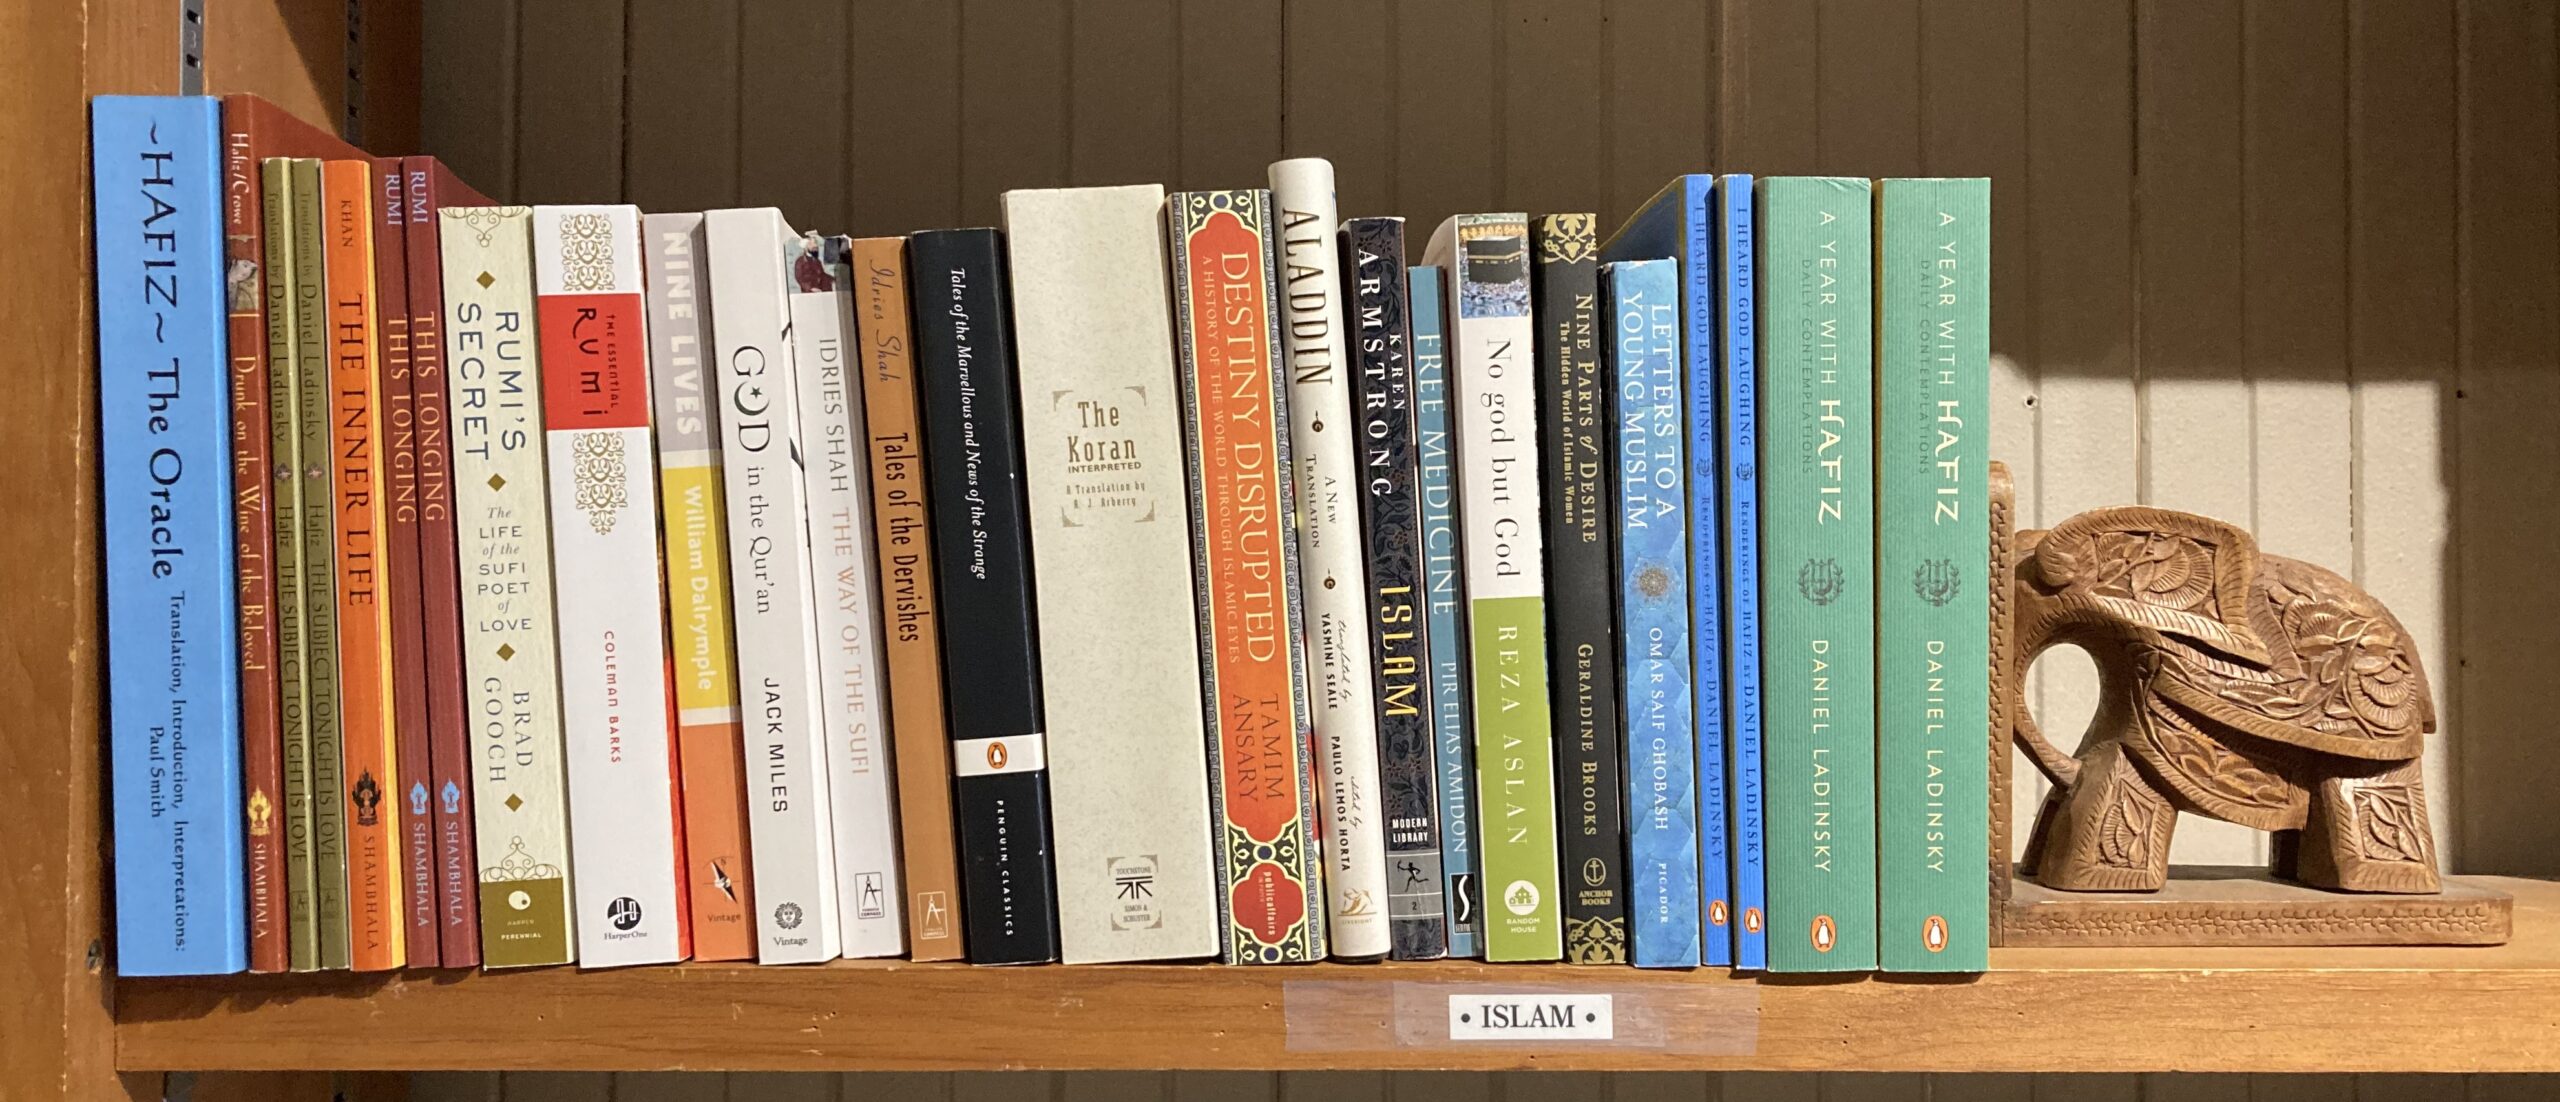 ~HAFIZ~ The Oracle
Translation, Introduction, Interpretations:
Paul Smith
Hafiz/Crowe
Drunk on the Wine of the Beloved
SHAMBHALA
Translations by Daniel Ladinsky
Hafiz THE SUBJECT TONIGHT IS LOVE
Translations by Daniel Ladinsky
Hafiz THE SUBJECT TONIGHT IS LOVE
KHAN
THE INNER LIFE
SHAMBHALA
RUMI
THIS LONGING
SHAMBHALA
RUMI
THIS LONGING
SHAMBHALA
RUMI'S
SECRET
The
LIFE
of the
SUFI
POET
of
LOVE
BRAD
GOOCH
HARPER
PERENNIAL
THE ESSENTIAL
RUMI
COLEMAN BARKS
HarperOne
NINE LIVES
William Dalrymple
Vintage
GOD in the Qur'an
JACK MILES
Vintage
IDRIES SHAH THE WAY OF THE SUFI
Idries Shah
Tales of the Dervishes
Tales of the Marvellous and News of the Strange
PENGUIN CLASSICS
The
Koran
INTERPRETED
A Translation by
A. J. Arberry
TOUCHSTONE
SIMON &
SCHUSTER
DESTINY DISRUPTED
A HISTORY OF THE WORLD THROUGH ISLAMIC EYES
TAMIM
ANSARY
publicaffairs
ALADDIN
A NEW
TRANSLATION
translated by
YASMINE SEALE
edited by
PAULO LEMOS HORTA
LIVERIGHT
KAREN
ARMSTRONG
ISLAM
MODERN
LIBRARY
2
FREE MEDICINE
PIR ELIAS AMIDON
No god but God
REZA ASLAN
RANDOM
HOUSE
NINE PARTS of DESIRE
The Hidden World of Islamic Women
GERALDINE BROOKS
ANCHOR
BOOKS
LETTERS TO A
YOUNG MUSLIM
OMAR SAIF GHOBASH
PICADOR
I HEARD GOD LAUGHING
RENDERINGS OF HAFIZ BY DANIEL LADINSKY
I HEARD GOD LAUGHING
RENDERINGS OF HAFIZ BY DANIEL LADINSKY
A YEAR WITH HAFIZ
DAILY CONTEMPLATIONS
DANIEL LADINSKY
A YEAR WITH HAFIZ
DAILY CONTEMPLATIONS
DANIEL LADINSKY
• ISLAM •